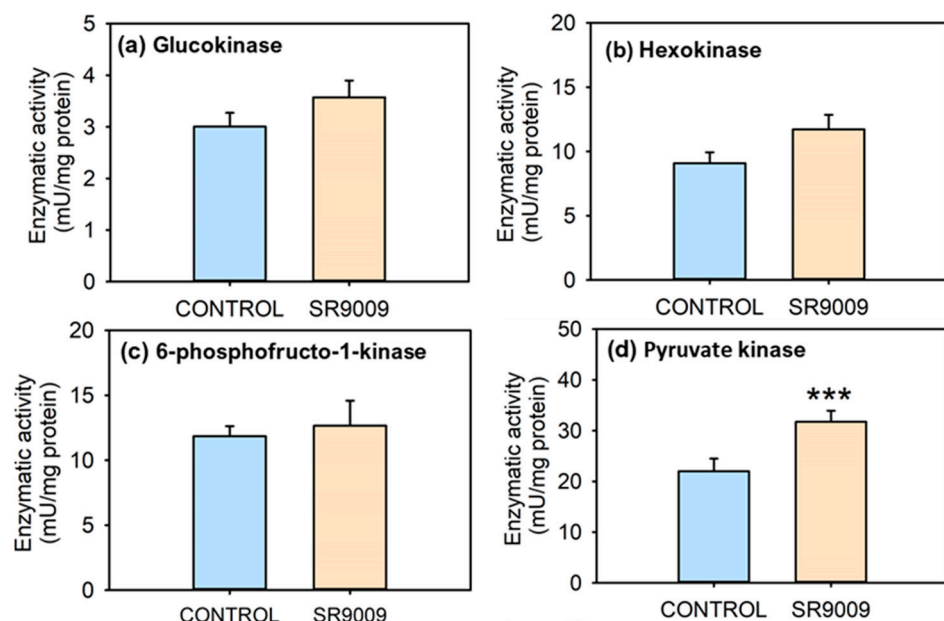 (a) Glucokinase
Enzymatic activity
(mU/mg protein)
5
4
3
2
1
0
CONTROL SR9009
(b) Hexokinase
Enzymatic activity
(mU/mg protein)
20
15
10
5
0
CONTROL SR9009
(c) 6-phosphofructo-1-kinase
Enzymatic activity
(mU/mg protein)
20
15
10
5
0
CONTROL SR9009
(d) Pyruvate kinase
Enzymatic activity
(mU/mg protein)
50
40
30
20
10
0
***
CONTROL SR9009